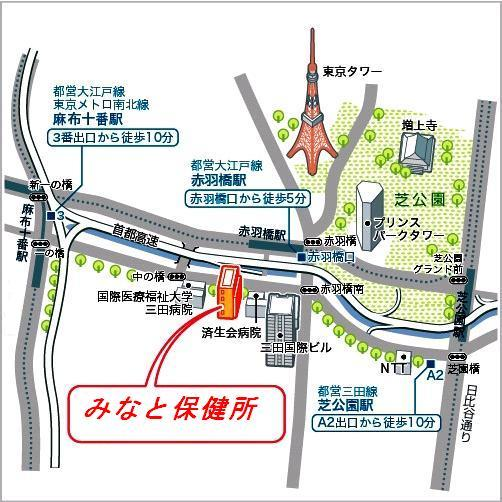 東京タワー
都営大江戸線
東京メトロ南北線
麻布十番駅
3番出口から徒歩10分
増上寺
都営大江戸線
赤羽橋駅
赤羽橋口から徒歩5分
芝公園
新一の橋
3
麻布十番駅
首都高速
赤羽橋駅
赤羽橋
プリンス
パークタワー
赤羽橋口
一の橋
芝公園
グランド前
中の橋
赤羽橋南
国際医療福祉大学
三田病院
済生会病院
芝公園駅
三田国際ビル
NTT
芝園橋
A2
みなと保健所
都営三田線
芝公園駅
A2出口から徒歩10分
日比谷通り